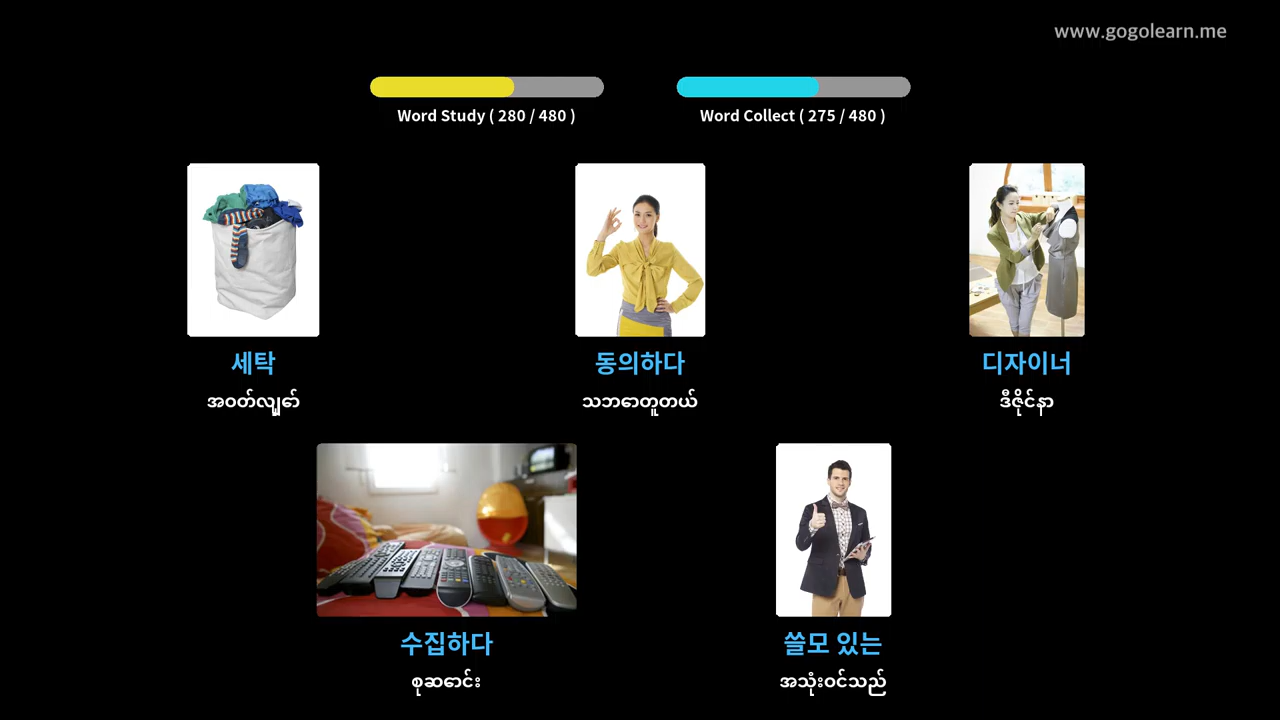 www.gogolearn.me
Word Study ( 280 / 480 )
Word Collect ( 275 / 480 )
세탁
동의하다
디자이너
အဝတ်လျှော်
သဘောတူတယ်
ဒီဇိုင်နာ
수집하다
쓸모 있는
စုဆောင်း
အသုံးဝင်သည်